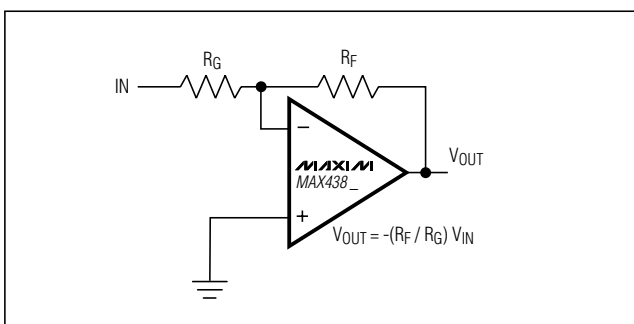 RG
RF
IN
−
VOUT
MAXIM
MAX438_
+
VOUT = -(RF / RG) VIN